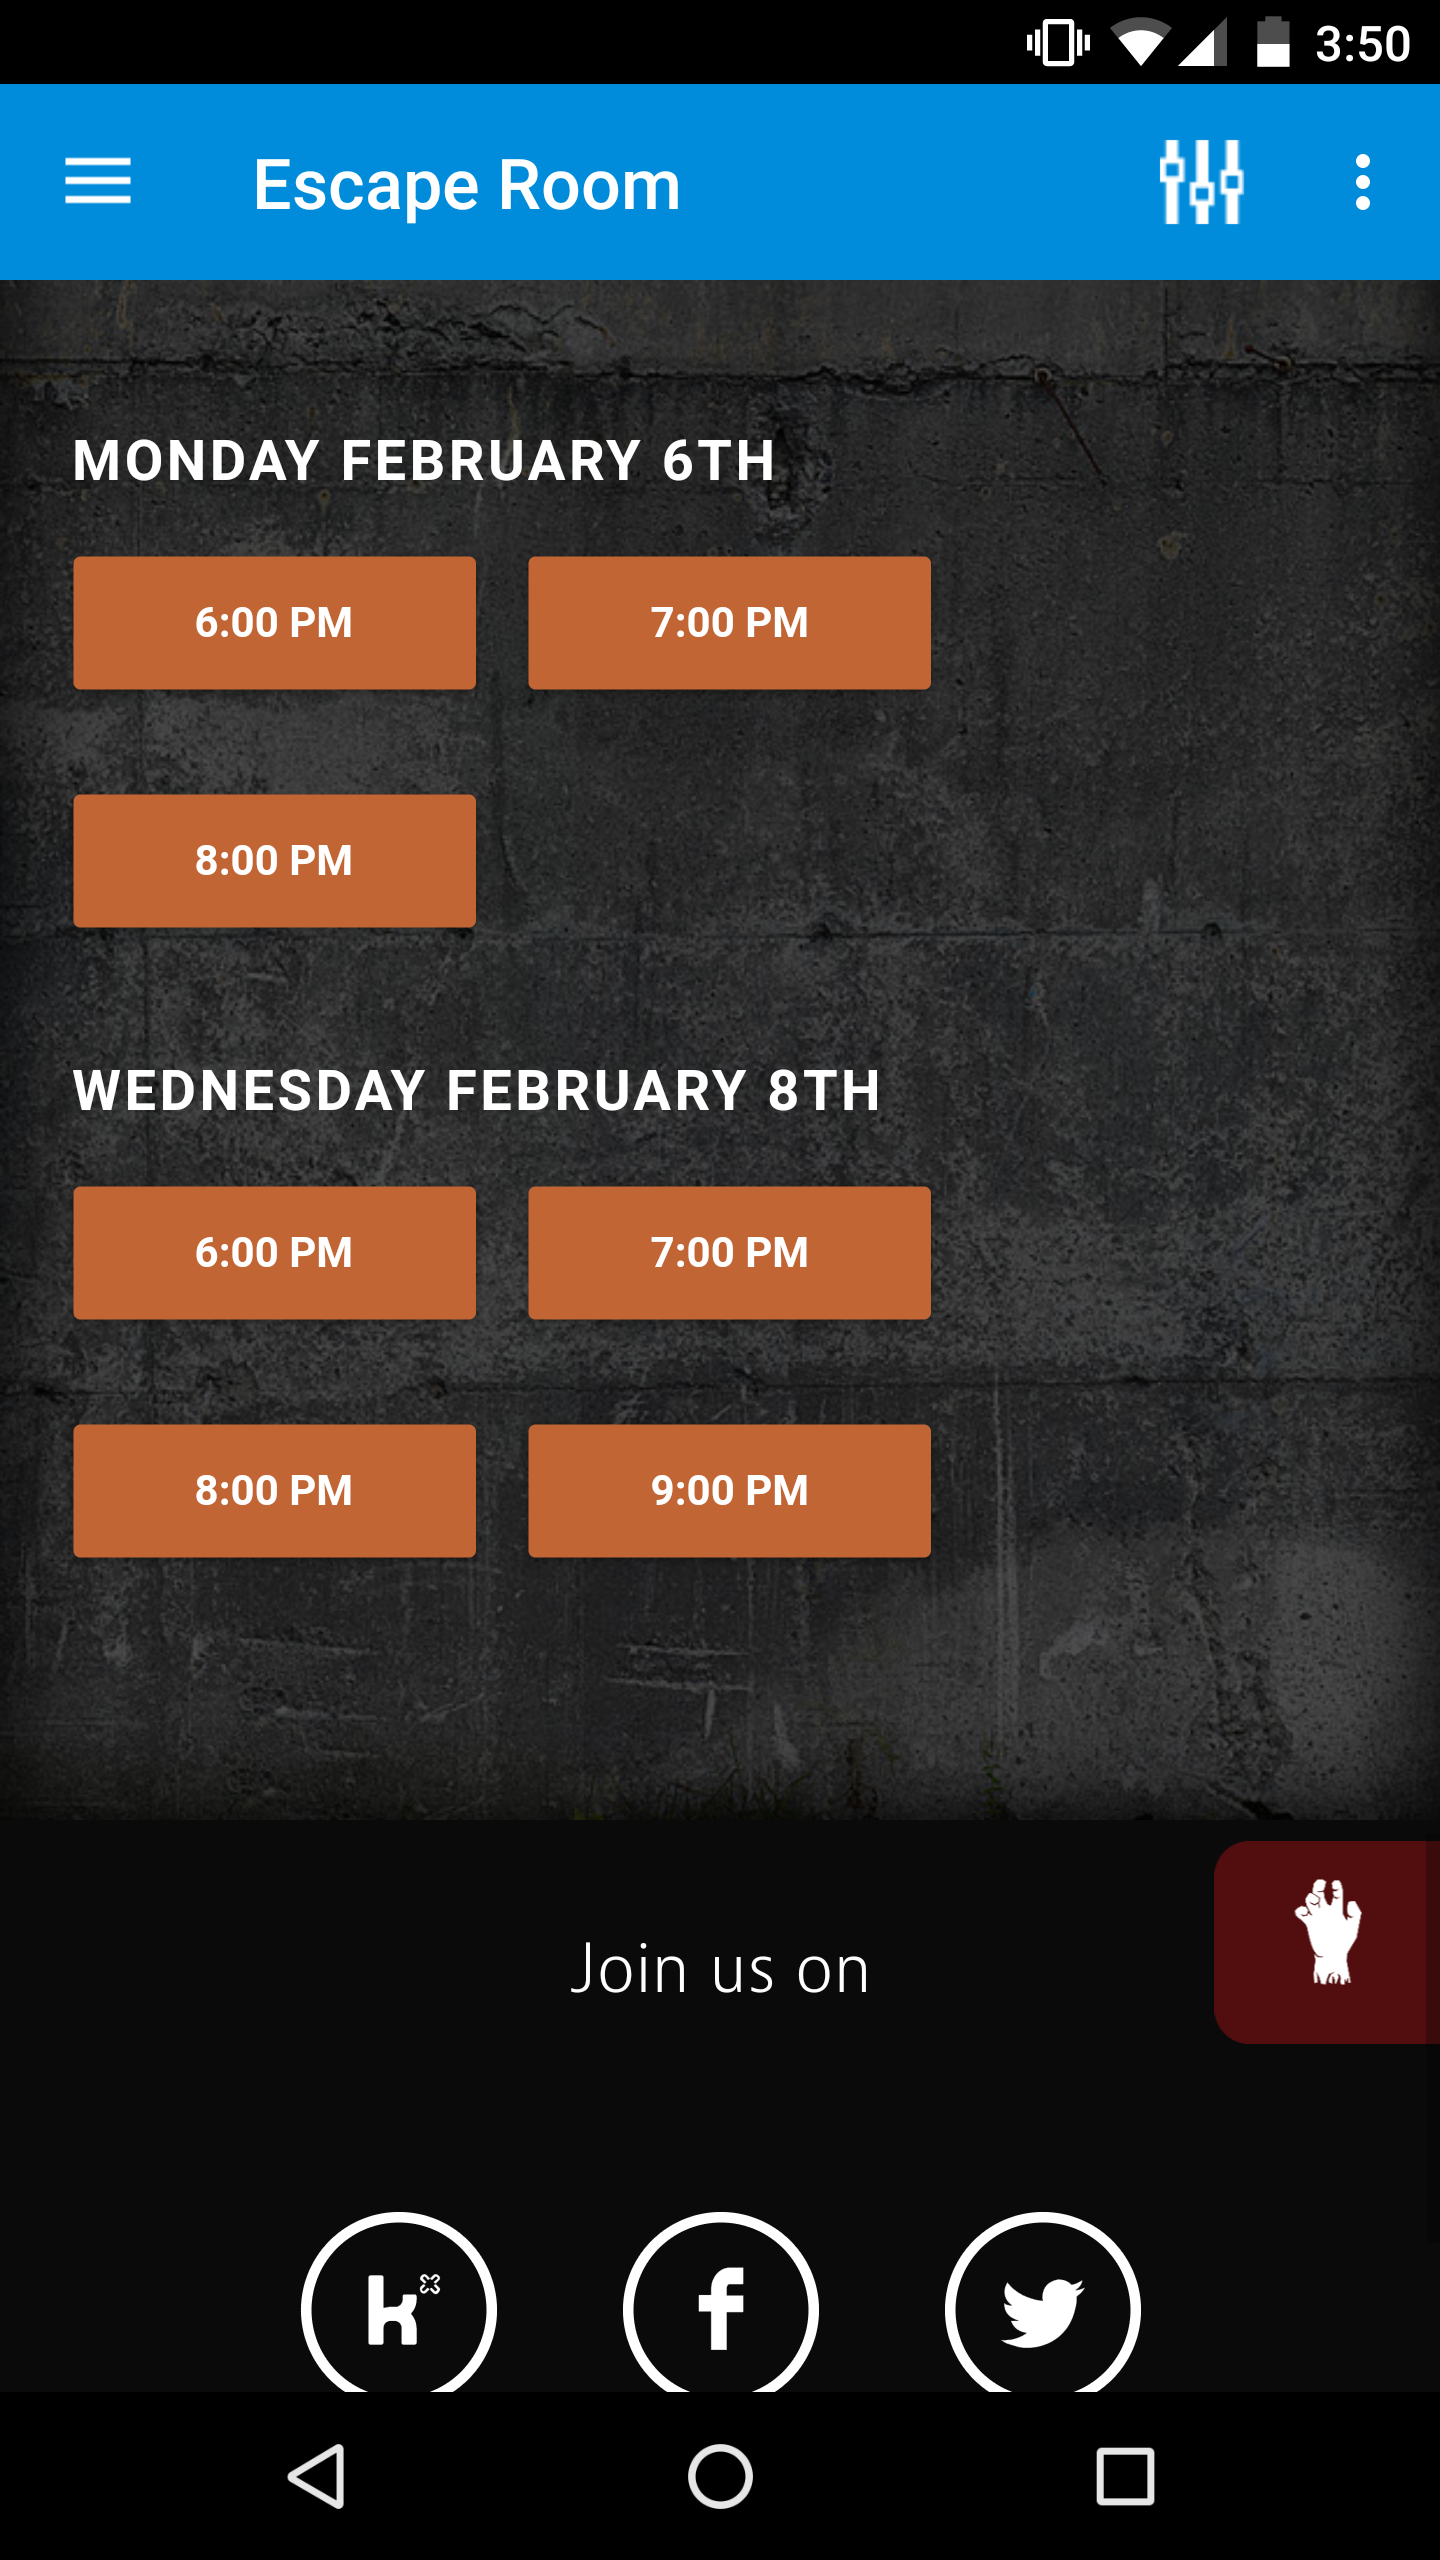 3:50
Escape Room
MONDAY FEBRUARY 6TH
6:00 PM 7:00 PM
8:00 PM
WEDNESDAY FEBRUARY 8TH
6:00 PM 7:00 PM
8:00 PM 9:00 PM
Join us on